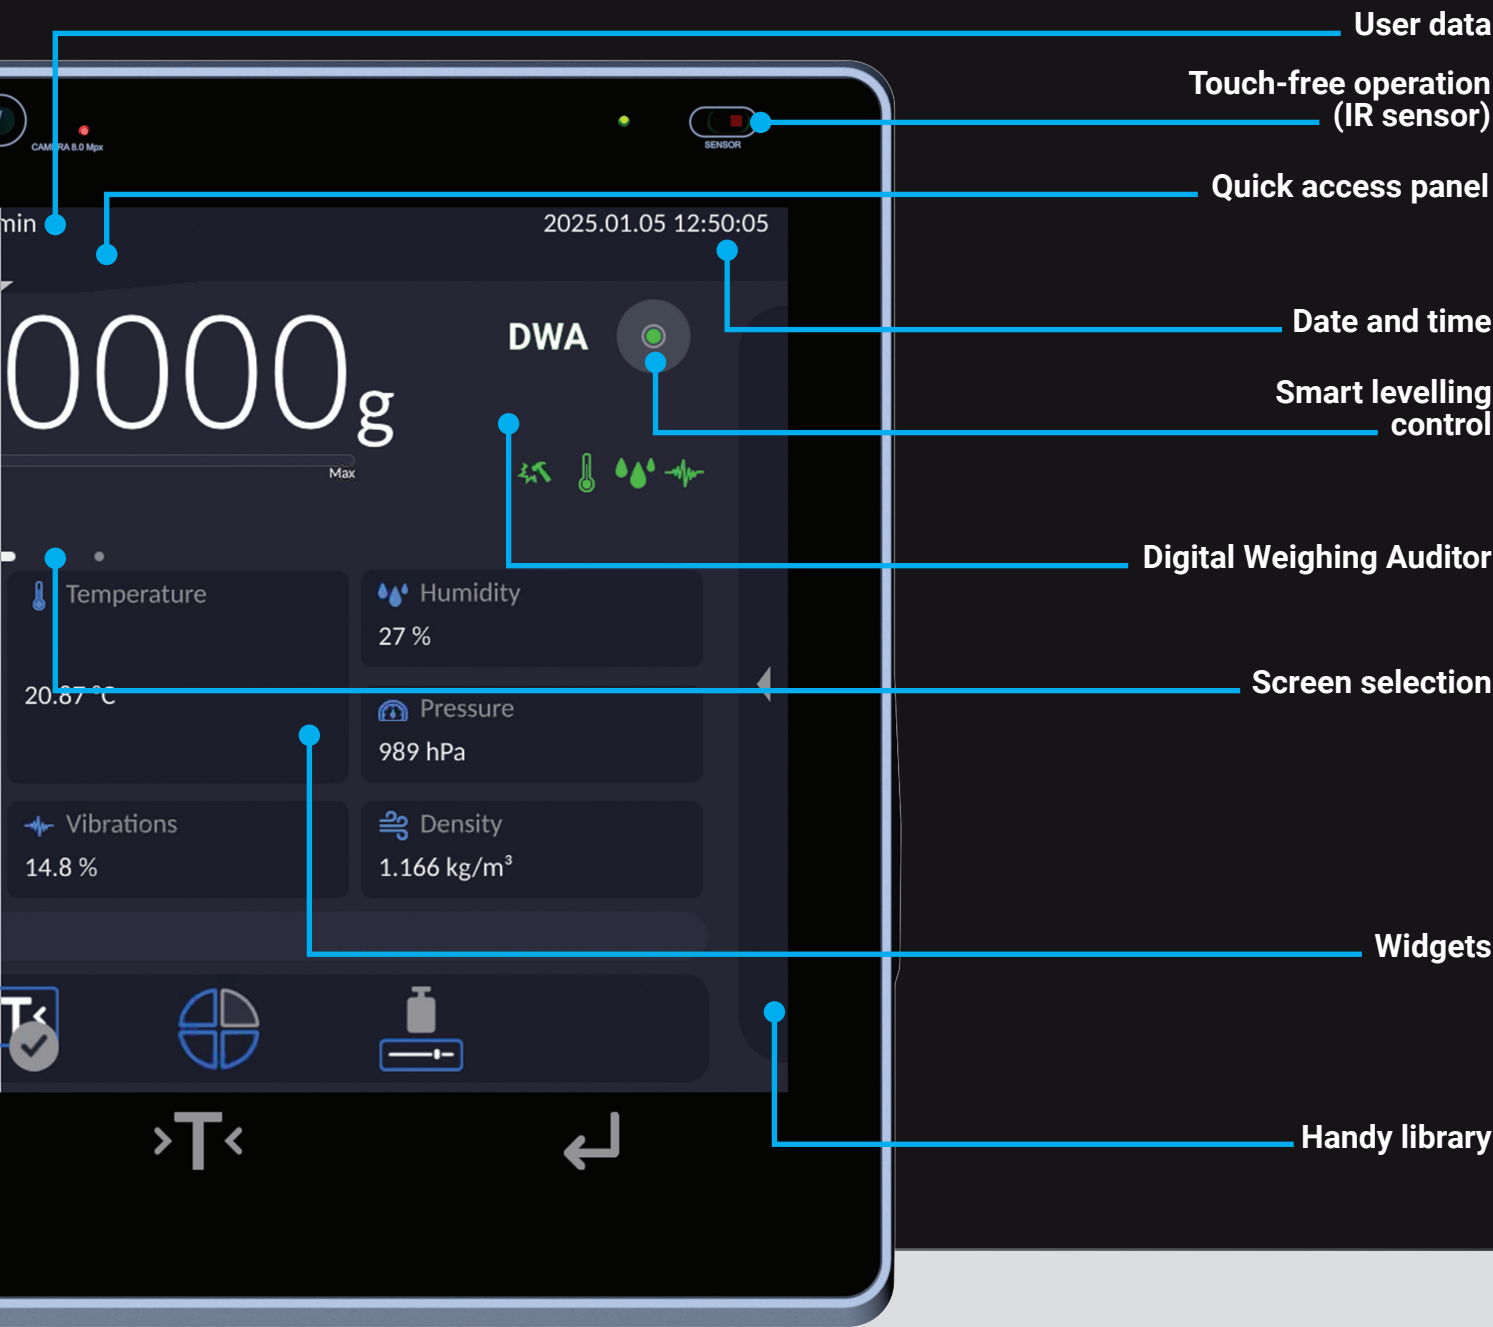 User data
Touch-free operation
(IR sensor)
CAMERA 8.0 Mpx
SENSOR
Quick access panel
min
2025.01.05 12:50:05
Date and time
0000g
DWA
Smart levelling
control
Max
Digital Weighing Auditor
Temperature
20.87 °C
Humidity
27 %
Screen selection
Pressure
989 hPa
Vibrations
14.8 %
Density
1.166 kg/m³
Widgets
T<
>T<
Handy library